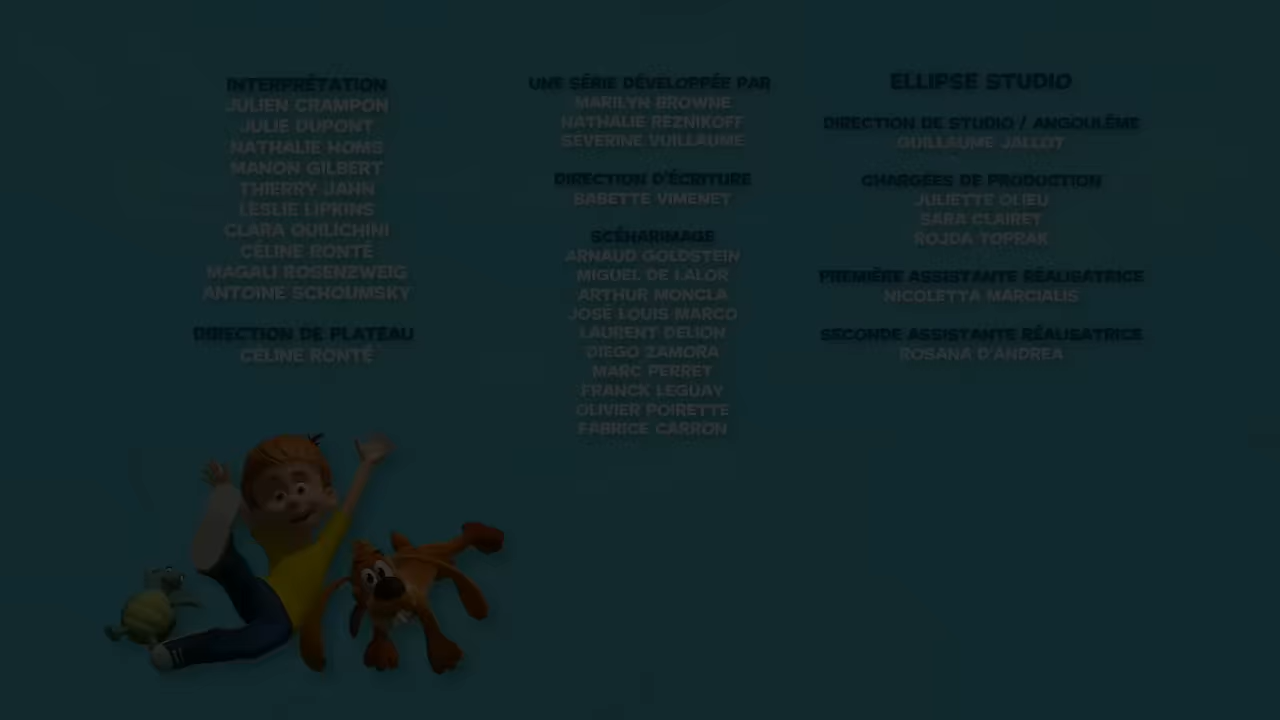 INTERPRÉTATION
JULIEN CRAMPON
JULIE DUPONT
NATHALIE HOMS
MANON GILBERT
THIERRY JAHN
LESLIE LIPKINS
CLARA QUILICHINI
CÉLINE RONTÉ
MAGALI ROSENZWEIG
ANTOINE SCHOUMSKY
DIRECTION DE PLATEAU
CÉLINE RONTÉ
UNE SÉRIE DÉVELOPPÉE PAR
MARILYN BROWNE
NATHALIE REZNIKOFF
SÉVERINE VUILLAUME
DIRECTION D'ÉCRITURE
BABETTE VIMENET
SCÉNARIMAGE
ARNAUD GOLDSTEIN
MIGUEL DE LALOR
ARTHUR MONCLA
JOSÉ LOUIS MARCO
LAURENT DELION
DIEGO ZAMORA
MARC PERRET
FRANCK LEGUAY
OLIVIER POIRETTE
FABRICE CARRON
ELLIPSE STUDIO
DIRECTION DE STUDIO / ANGOULÊME
GUILLAUME JALLOT
CHARGÉES DE PRODUCTION
JULIETTE OLIEU
SARA CLAIRET
ROJDA TOPRAK
PREMIÈRE ASSISTANTE RÉALISATRICE
NICOLETTA MARCIALIS
SECONDE ASSISTANTE RÉALISATRICE
ROSANA D'ANDREA